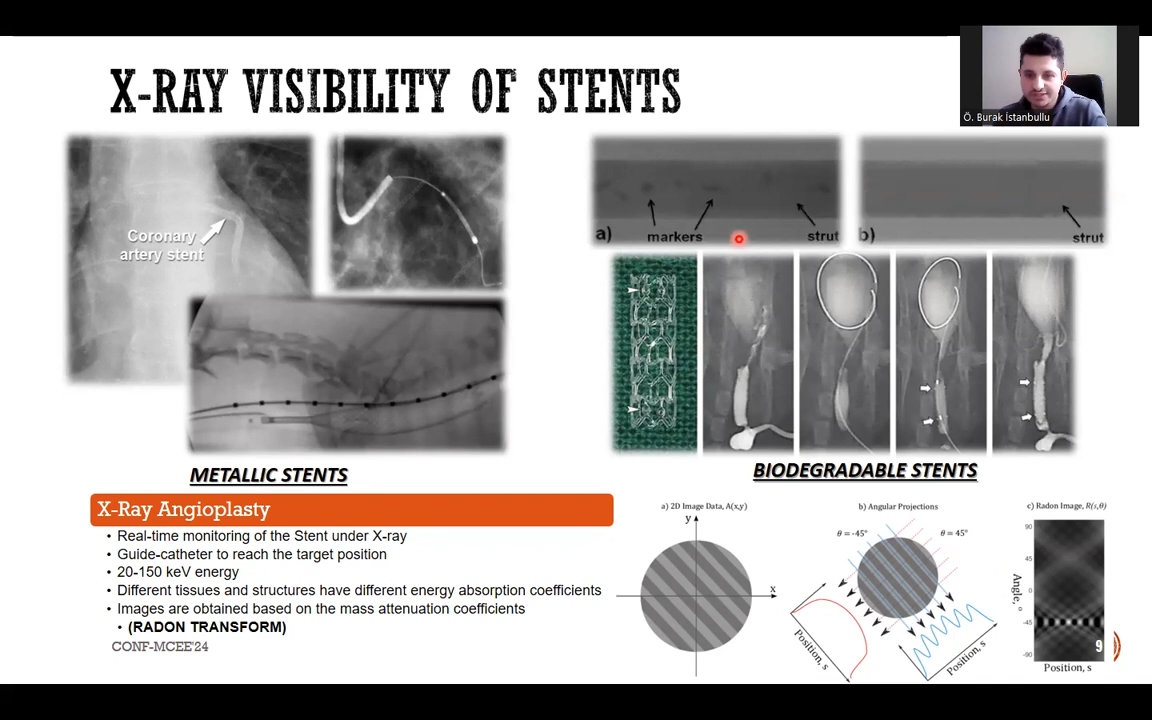 X-RAY VISIBILITY OF STENTS
Ö. Burak İstanbullu
Coronary
artery stent
a)
markers
strut
b)
strut
METALLIC STENTS
BIODEGRADABLE STENTS
X-Ray Angioplasty
• Real-time monitoring of the Stent under X-ray
• Guide-catheter to reach the target position
• 20-150 keV energy
• Different tissues and structures have different energy absorption coefficients
• Images are obtained based on the mass attenuation coefficients
• (RADON TRANSFORM)
CONF-MCEE'24
a) 2D Image Data, A(x,y)
y
x
b) Angular Projections
θ = -45°
θ = 45°
Position, s
Position, s
c) Radon Image, R(s,θ)
90
45
0
-45
-90
Angle, °
Position, s
9